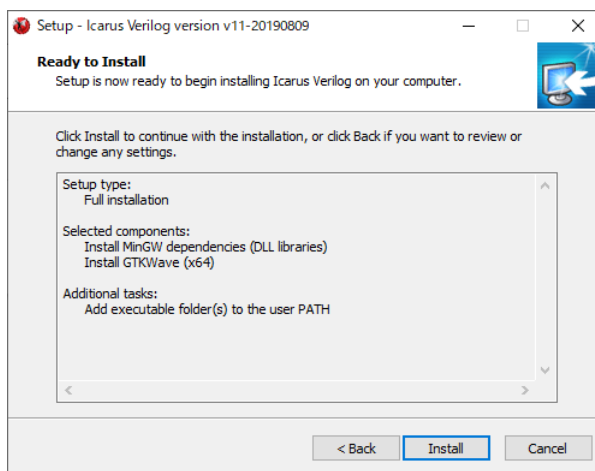 Setup - Icarus Verilog version v11-20190809
Ready to Install
Setup is now ready to begin installing Icarus Verilog on your computer.
Click Install to continue with the installation, or click Back if you want to review or
change any settings.
Setup type:
Full installation
Selected components:
Install MinGW dependencies (DLL libraries)
Install GTKWave (x64)
Additional tasks:
Add executable folder(s) to the user PATH
< Back
Install
Cancel